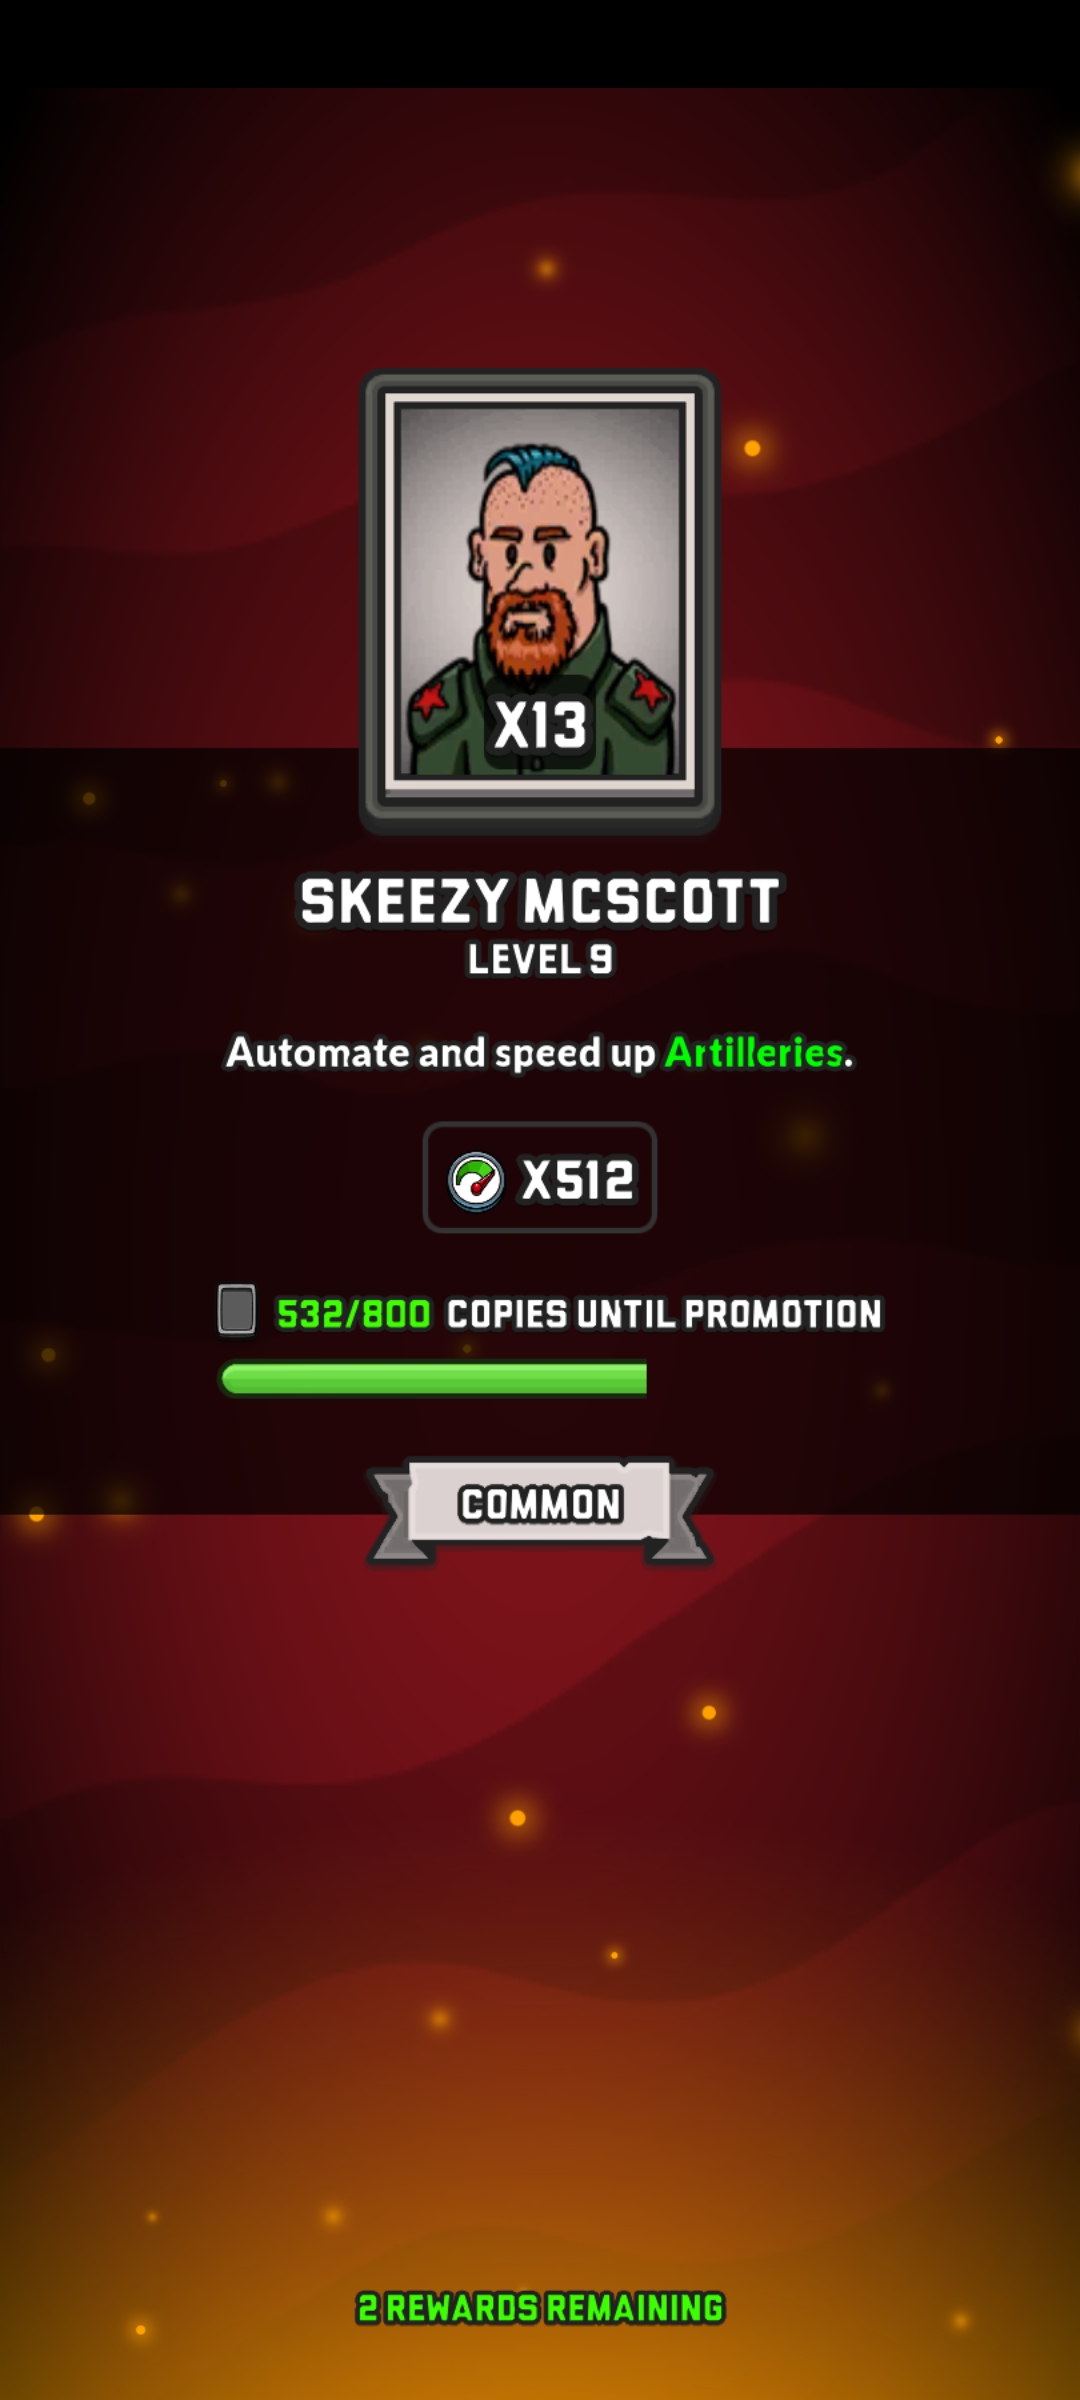 X13
SKEEZY MCSCOTT
LEVEL 9
Automate and speed up Artilleries.
X512
532/800 COPIES UNTIL PROMOTION
COMMON
2 REWARDS REMAINING